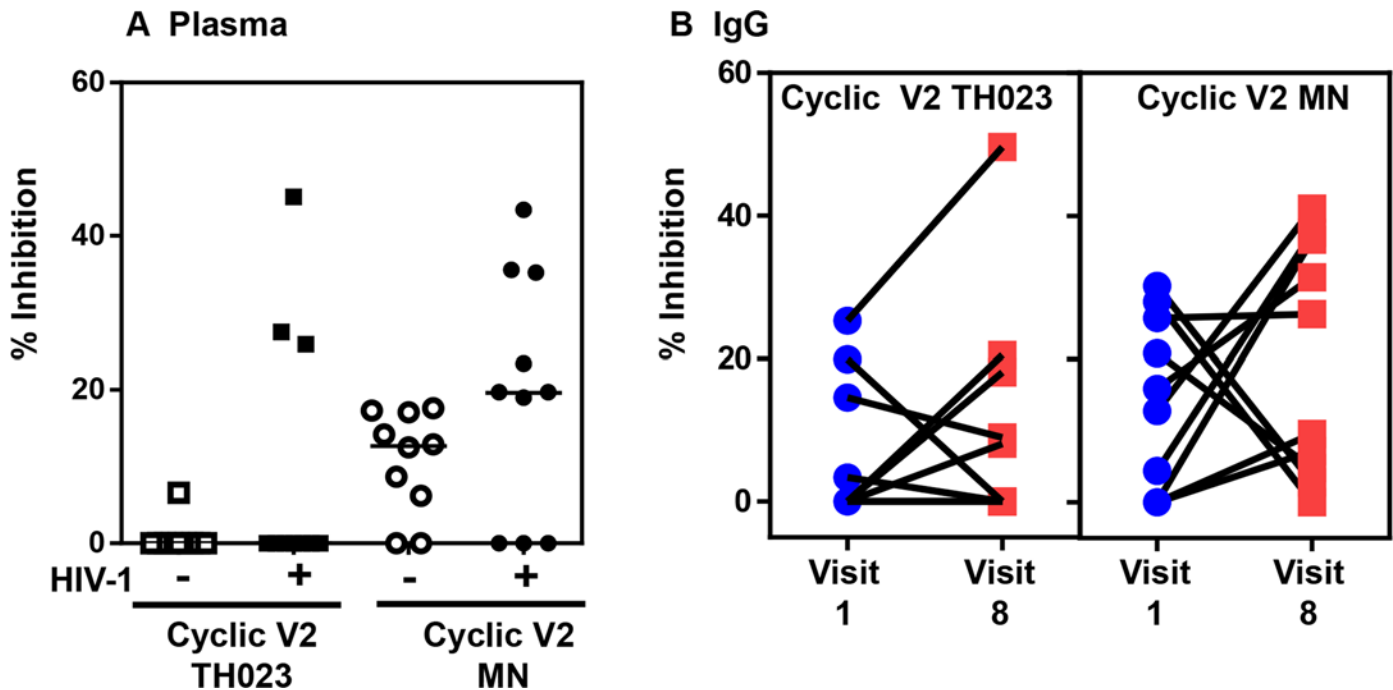 A Plasma
% Inhibition
60
40
20
0
HIV-1 - + - +
Cyclic V2
TH023
Cyclic V2
MN
B IgG
% Inhibition
60
40
20
0
Cyclic V2 TH023
Cyclic V2 MN
Visit
1
Visit
8
Visit
1
Visit
8